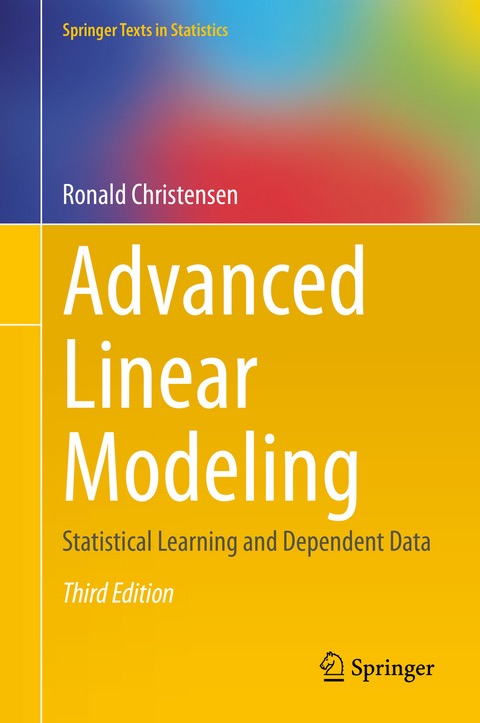 Springer Texts in Statistics
Ronald Christensen
Advanced
Linear
Modeling
Statistical Learning and Dependent Data
Third Edition
Springer